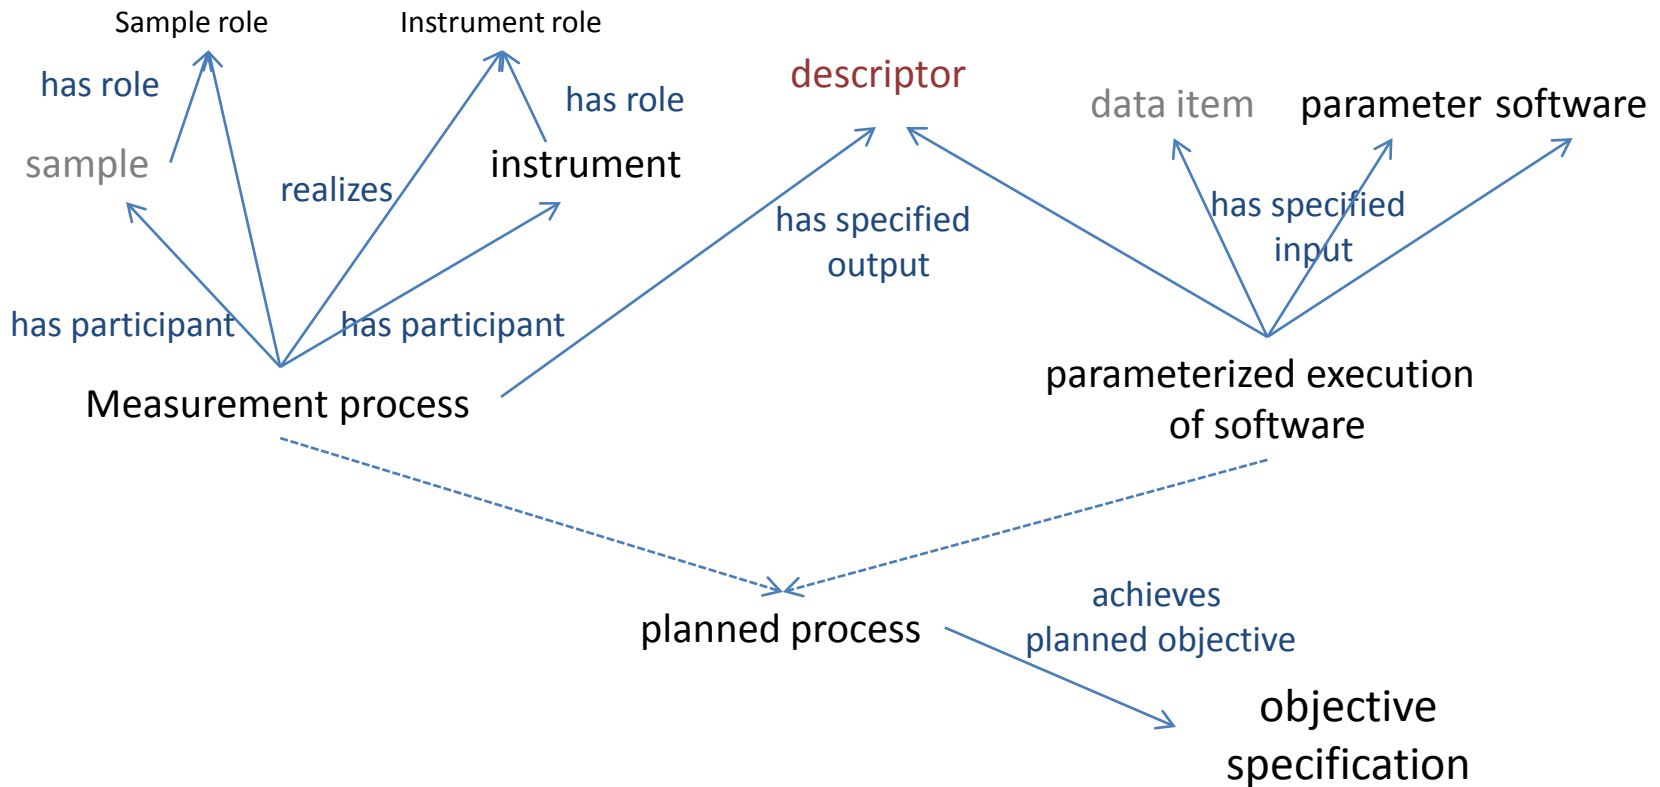 Sample role
Instrument role
has role
descriptor
has role
data item
parameter
software
sample
realizes
instrument
has specified
output
has specified
input
has participant
has participant
Measurement process
parameterized execution
of software
planned process
achieves
planned objective
objective
specification